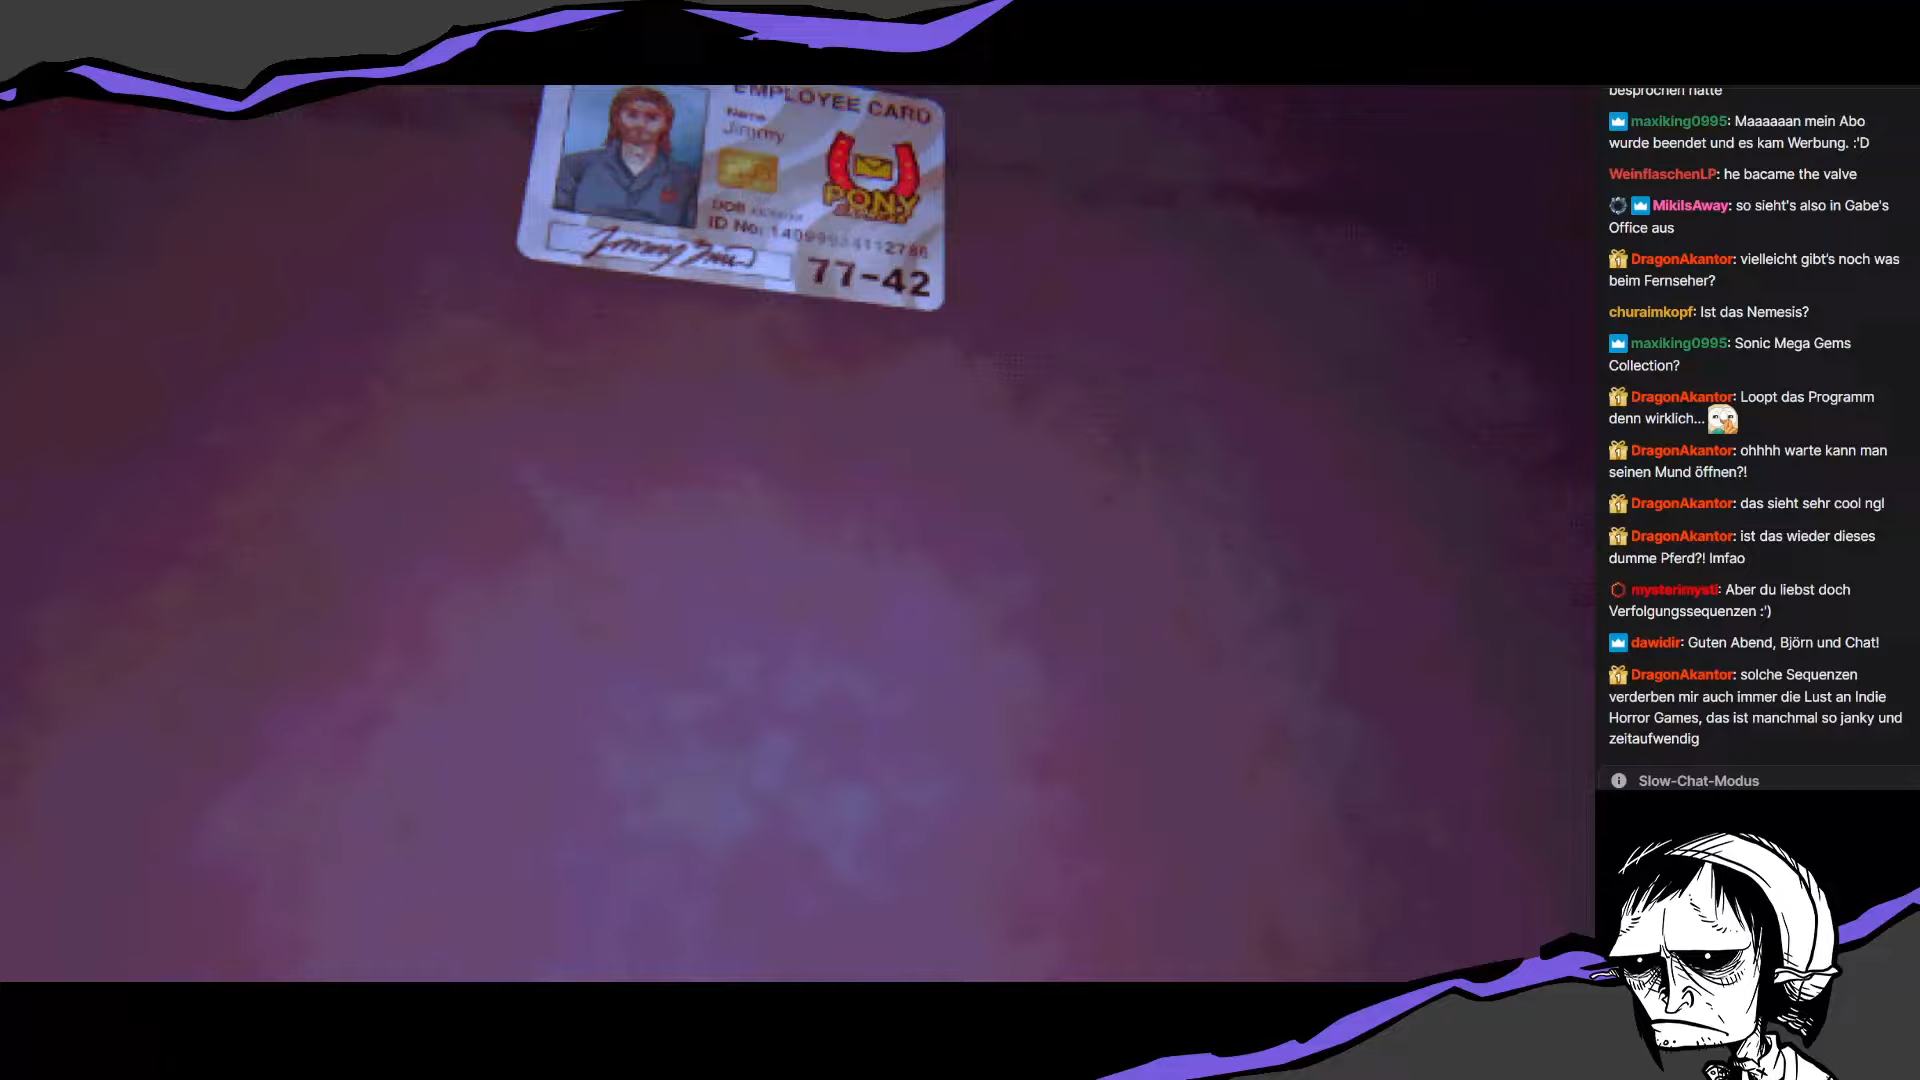 EMPLOYEE CARD
Name
Jimmy
PONY
DOB
ID No:
77-42
besprochen hatte
maxiking0995: Maaaaaan mein Abo
wurde beendet und es kam Werbung. :'D
WeinflaschenLP: he bacame the valve
MikiIsAway: so sieht's also in Gabe's
Office aus
DragonAkantor: vielleicht gibt's noch was
beim Fernseher?
churaimkopf: Ist das Nemesis?
maxiking0995: Sonic Mega Gems
Collection?
DragonAkantor: Loopt das Programm
denn wirklich...
DragonAkantor: ohhhh warte kann man
seinen Mund öffnen?!
DragonAkantor: das sieht sehr cool ngl
DragonAkantor: ist das wieder dieses
dumme Pferd?! lmfao
mysterimysti: Aber du liebst doch
Verfolgungssequenzen :')
dawidir: Guten Abend, Björn und Chat!
DragonAkantor: solche Sequenzen
verderben mir auch immer die Lust an Indie
Horror Games, das ist manchmal so janky und
zeitaufwendig
Slow-Chat-Modus